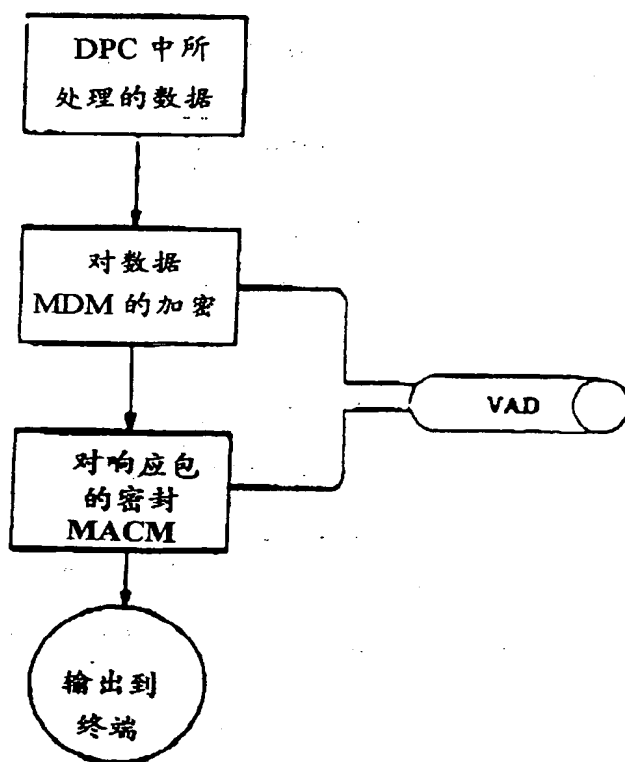 DPC 中所
处理的数据
对数据
MDM 的加密
VAD
对响应包
的密封
MACM
输出到
终端